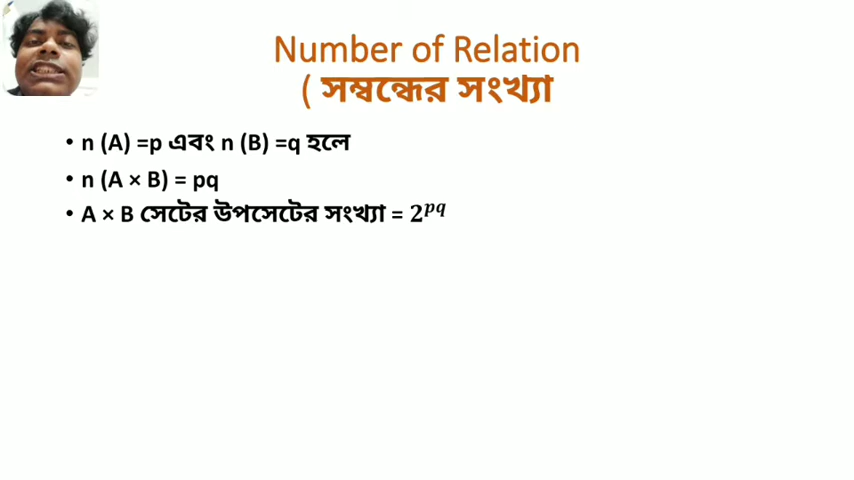 Number of Relation
( সম্বন্ধের সংখ্যা
• n (A) =p এবং n (B) =q হলে
• n (A × B) = pq
• A × B সেটের উপসেটের সংখ্যা = 2^{pq}